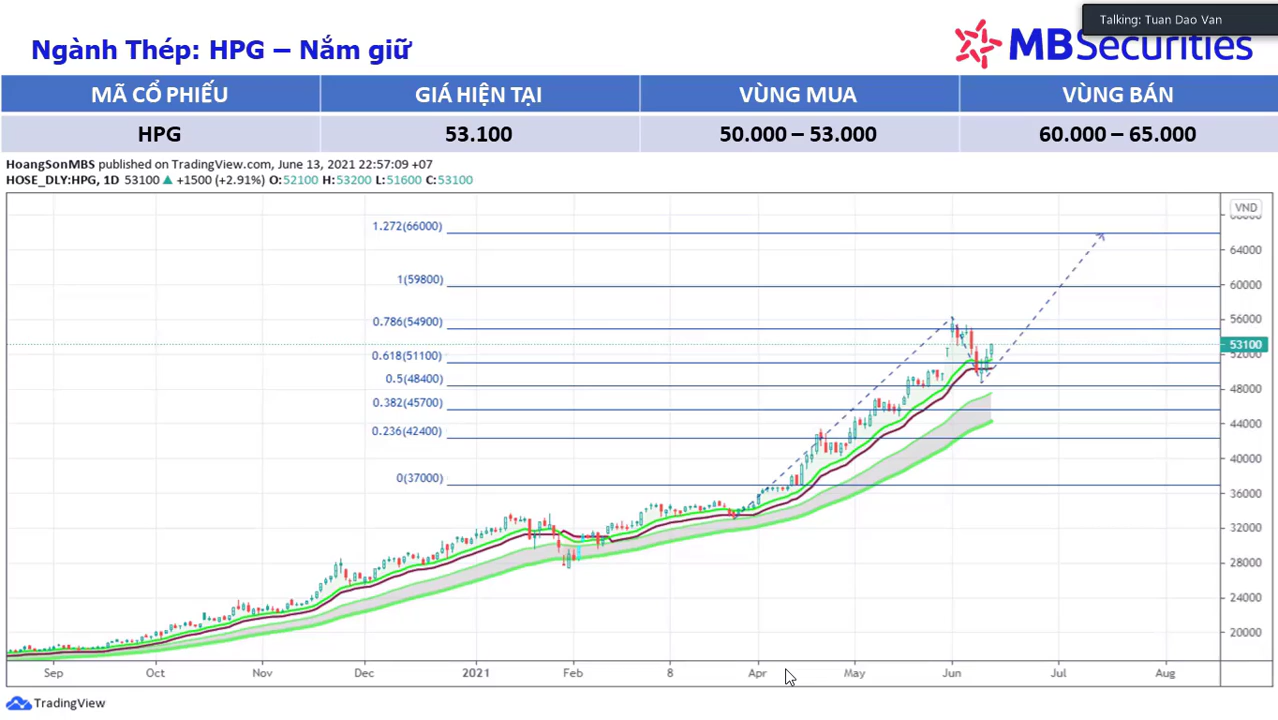 Talking: Tuan Dao Van
Ngành Thép: HPG – Nắm giữ
MBSecurities
MÃ CỔ PHIẾU GIÁ HIỆN TẠI VÙNG MUA VÙNG BÁN
HPG 53.100 50.000 – 53.000 60.000 – 65.000
HoangSonMBS published on TradingView.com, June 13, 2021 22:57:09 +07
HOSE_DLY:HPG, 1D 53100 ▲ +1500 (+2.91%) O:52100 H:53200 L:51600 C:53100
VND
68000
1.272(66000)
64000
1(59800)
60000
0.786(54900)
56000
53100
0.618(51100)
52000
0.5(48400)
48000
0.382(45700)
44000
0.236(42400)
40000
0(37000)
36000
32000
28000
24000
20000
Sep Oct Nov Dec 2021 Feb 8 Apr May Jun Jul Aug
TradingView